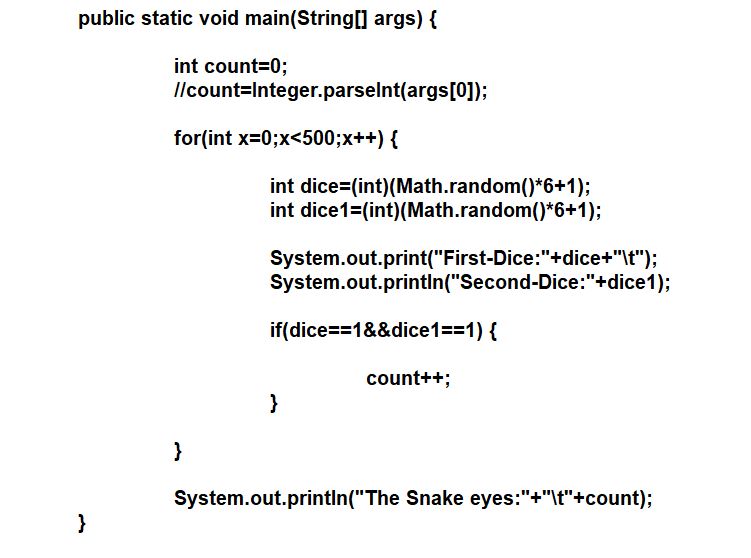 public static void main(String[] args) {
int count=0;
//count=Integer.parseInt(args[0]);
for(int x=0;x<500;x++) {
int dice=(int)(Math.random()*6+1);
int dice1=(int)(Math.random()*6+1);
System.out.print("First-Dice:"+dice+"\t");
System.out.println("Second-Dice:"+dice1);
if(dice==1&&dice1==1) {
count++;
}
}
System.out.println("The Snake eyes:"+"\t"+count);
}